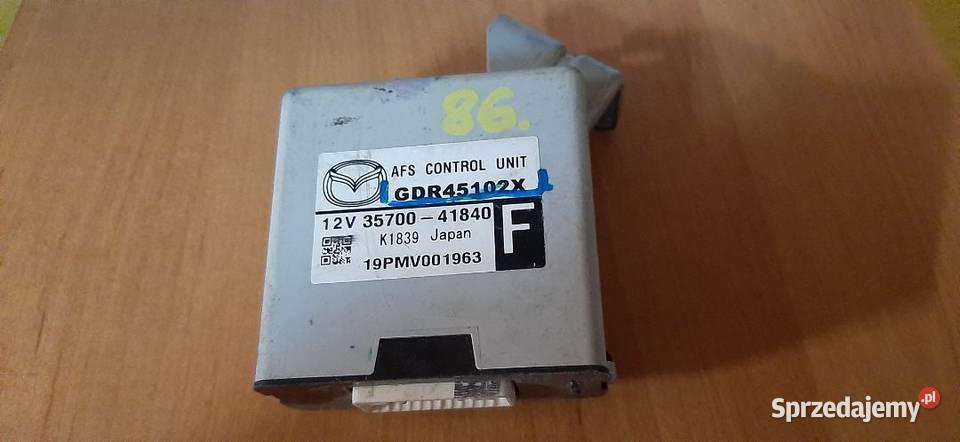 86.
AFS CONTROL UNIT
GDR45102X
12V 35700-41840
K1839 Japan
F
19PMV001963
Sprzedajemy.pl